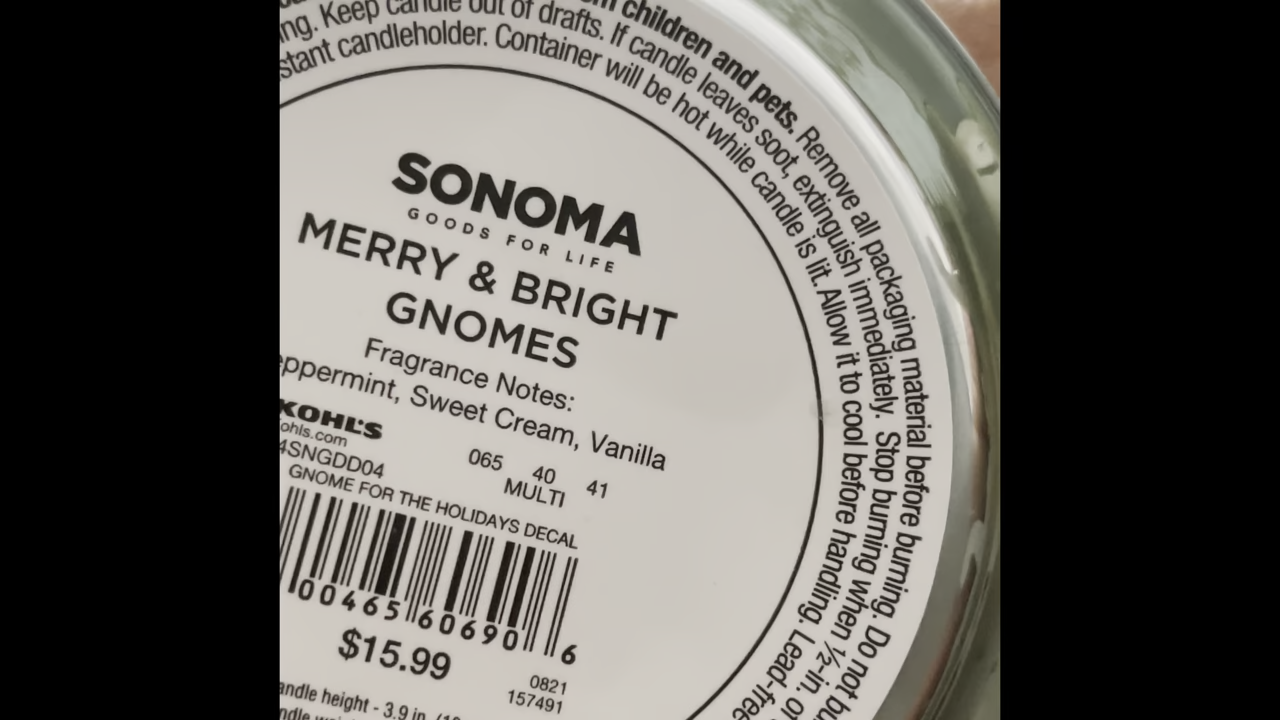 children and pets. Remove all packaging material before burning. Do not
Keep candle out of drafts. If candle leaves soot, extinguish immediately. Stop burning when ½-in. of
candleholder. Container will be hot while candle is lit. Allow it to cool before handling. Lead-free
SONOMA
GOODS FOR LIFE
MERRY & BRIGHT
GNOMES
Fragrance Notes:
eppermint, Sweet Cream, Vanilla
KOHL'S
ohls.com
4SNGDD04
065 40 41
MULTI
GNOME FOR THE HOLIDAYS DECAL
00465 60690 6
$15.99
0821
157491
andle height - 3.9 in.